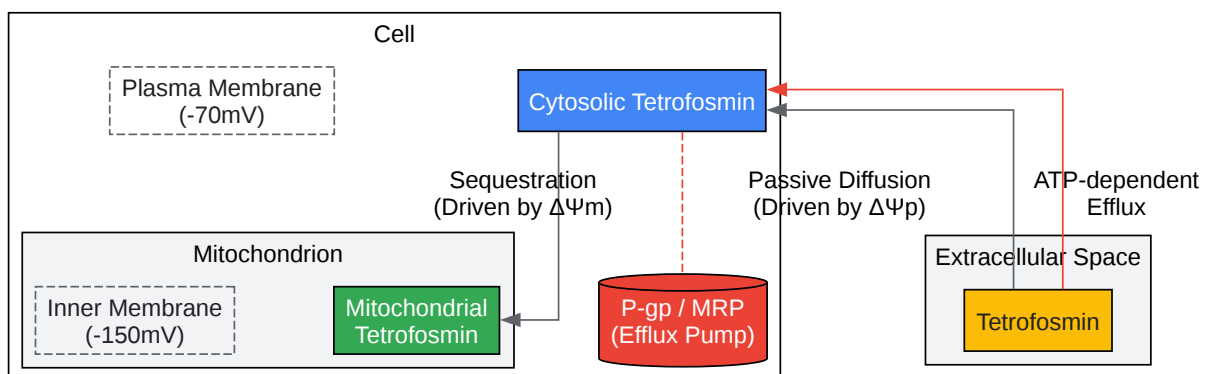 Cell
Plasma Membrane
(-70mV)
Cytosolic Tetrofosmin
Sequestration
(Driven by ΔΨm)
Passive Diffusion
(Driven by ΔΨp)
ATP-dependent
Efflux
Mitochondrion
Inner Membrane
(-150mV)
Mitochondrial
Tetrofosmin
P-gp / MRP
(Efflux Pump)
Extracellular Space
Tetrofosmin